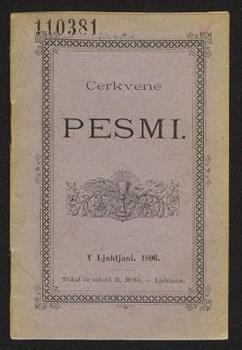 110381
Cerkvene
PESMI.
V Ljubljani. 1896.
Tiskal in založil R. Milic. — Ljubljana.